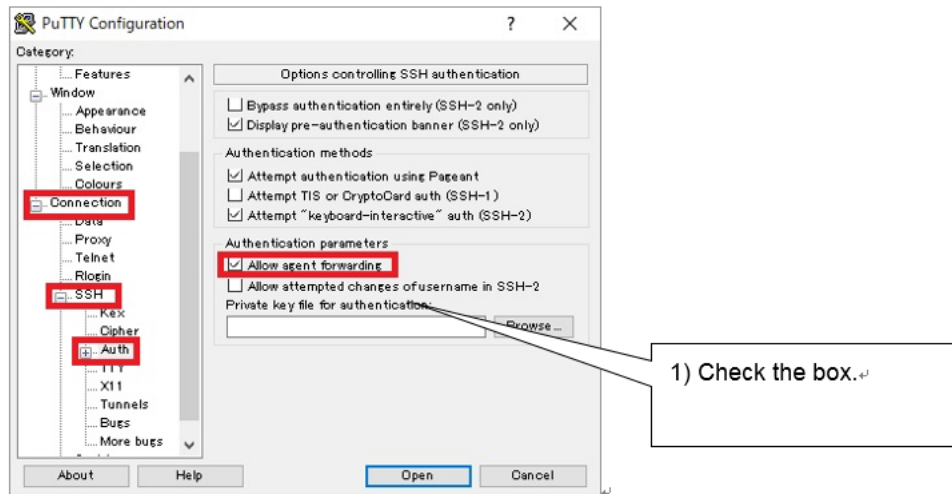 PuTTY Configuration
?
Category:
Features
Window
Appearance
Behaviour
Translation
Selection
Colours
Connection
Data
Proxy
Telnet
Rlogin
SSH
Kex
Cipher
Auth
TTY
X11
Tunnels
Bugs
More bugs
Options controlling SSH authentication
Bypass authentication entirely (SSH-2 only)
Display pre-authentication banner (SSH-2 only)
Authentication methods
Attempt authentication using Pageant
Attempt TIS or CryptoCard auth (SSH-1)
Attempt "keyboard-interactive" auth (SSH-2)
Authentication parameters
Allow agent forwarding
Allow attempted changes of username in SSH-2
Private key file for authentication:
Browse...
About
Help
Open
Cancel
1) Check the box.